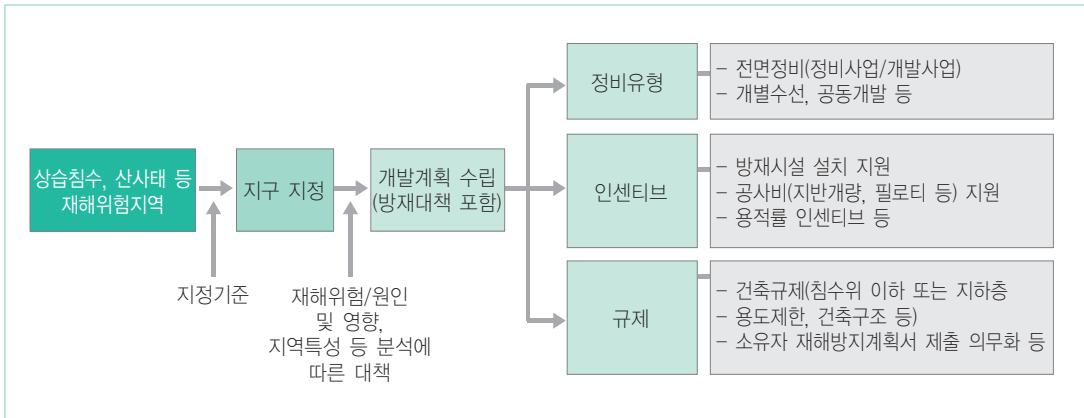 상습침수, 산사태 등
재해위험지역
지정기준
지구 지정
재해위험/원인
및 영향,
지역특성 등 분석에
따른 대책
개발계획 수립
(방재대책 포함)
정비유형
– 전면정비(정비사업/개발사업)
– 개별수선, 공동개발 등
인센티브
– 방재시설 설치 지원
– 공사비(지반개량, 필로티 등) 지원
– 용적률 인센티브 등
규제
– 건축규제(침수위 이하 또는 지하층
– 용도제한, 건축구조 등)
– 소유자 재해방지계획서 제출 의무화 등